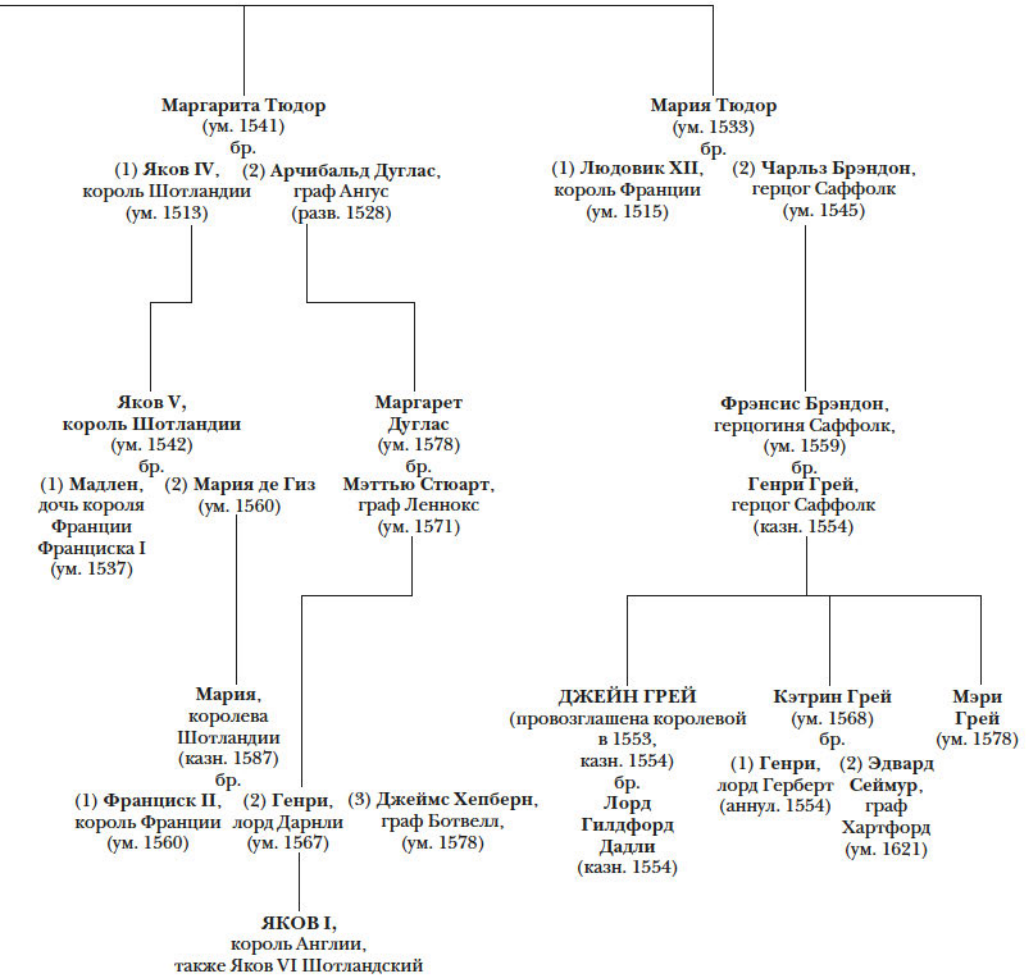 Маргарита Тюдор
(ум. 1541)
бр.
(1) Яков IV,
король Шотландии
(ум. 1513)
(2) Арчибальд Дуглас,
граф Ангус
(разв. 1528)
Мария Тюдор
(ум. 1533)
бр.
(1) Людовик XII,
король Франции
(ум. 1515)
(2) Чарльз Брэндон,
герцог Саффолк
(ум. 1545)
Яков V,
король Шотландии
(ум. 1542)
бр.
(1) Мадлен,
дочь короля
Франции
Франциска I
(ум. 1537)
(2) Мария де Гиз
(ум. 1560)
Маргарет
Дуглас
(ум. 1578)
бр.
Мэттью Стюарт,
граф Леннокс
(ум. 1571)
Фрэнсис Брэндон,
герцогиня Саффолк,
(ум. 1559)
бр.
Генри Грей,
герцог Саффолк
(казн. 1554)
Мария,
королева
Шотландии
(казн. 1587)
бр.
(1) Франциск II,
король Франции
(ум. 1560)
(2) Генри,
лорд Дарнли
(ум. 1567)
(3) Джеймс Хепберн,
граф Ботвелл,
(ум. 1578)
ДЖЕЙН ГРЕЙ
(провозглашена королевой
в 1553,
казн. 1554)
бр.
Лорд
Гилдфорд
Дадли
(казн. 1554)
Кэтрин Грей
(ум. 1568)
бр.
(1) Генри,
лорд Герберт
(аннул. 1554)
(2) Эдвард
Сеймур,
граф
Хартфорд
(ум. 1621)
Мэри
Грей
(ум. 1578)
ЯКОВ I,
король Англии,
также Яков VI Шотландский